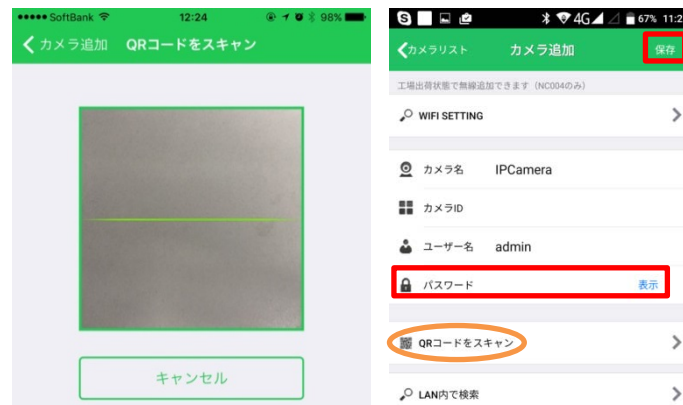 SoftBank 12:24 98%
カメラ追加 QRコードをスキャン
キャンセル
4G 67% 11:2
カメラリスト カメラ追加 保存
工場出荷状態で無線追加できます（NC004のみ）
WIFI SETTING
カメラ名 IPCamera
カメラID
ユーザー名 admin
パスワード 表示
QRコードをスキャン
LAN内で検索